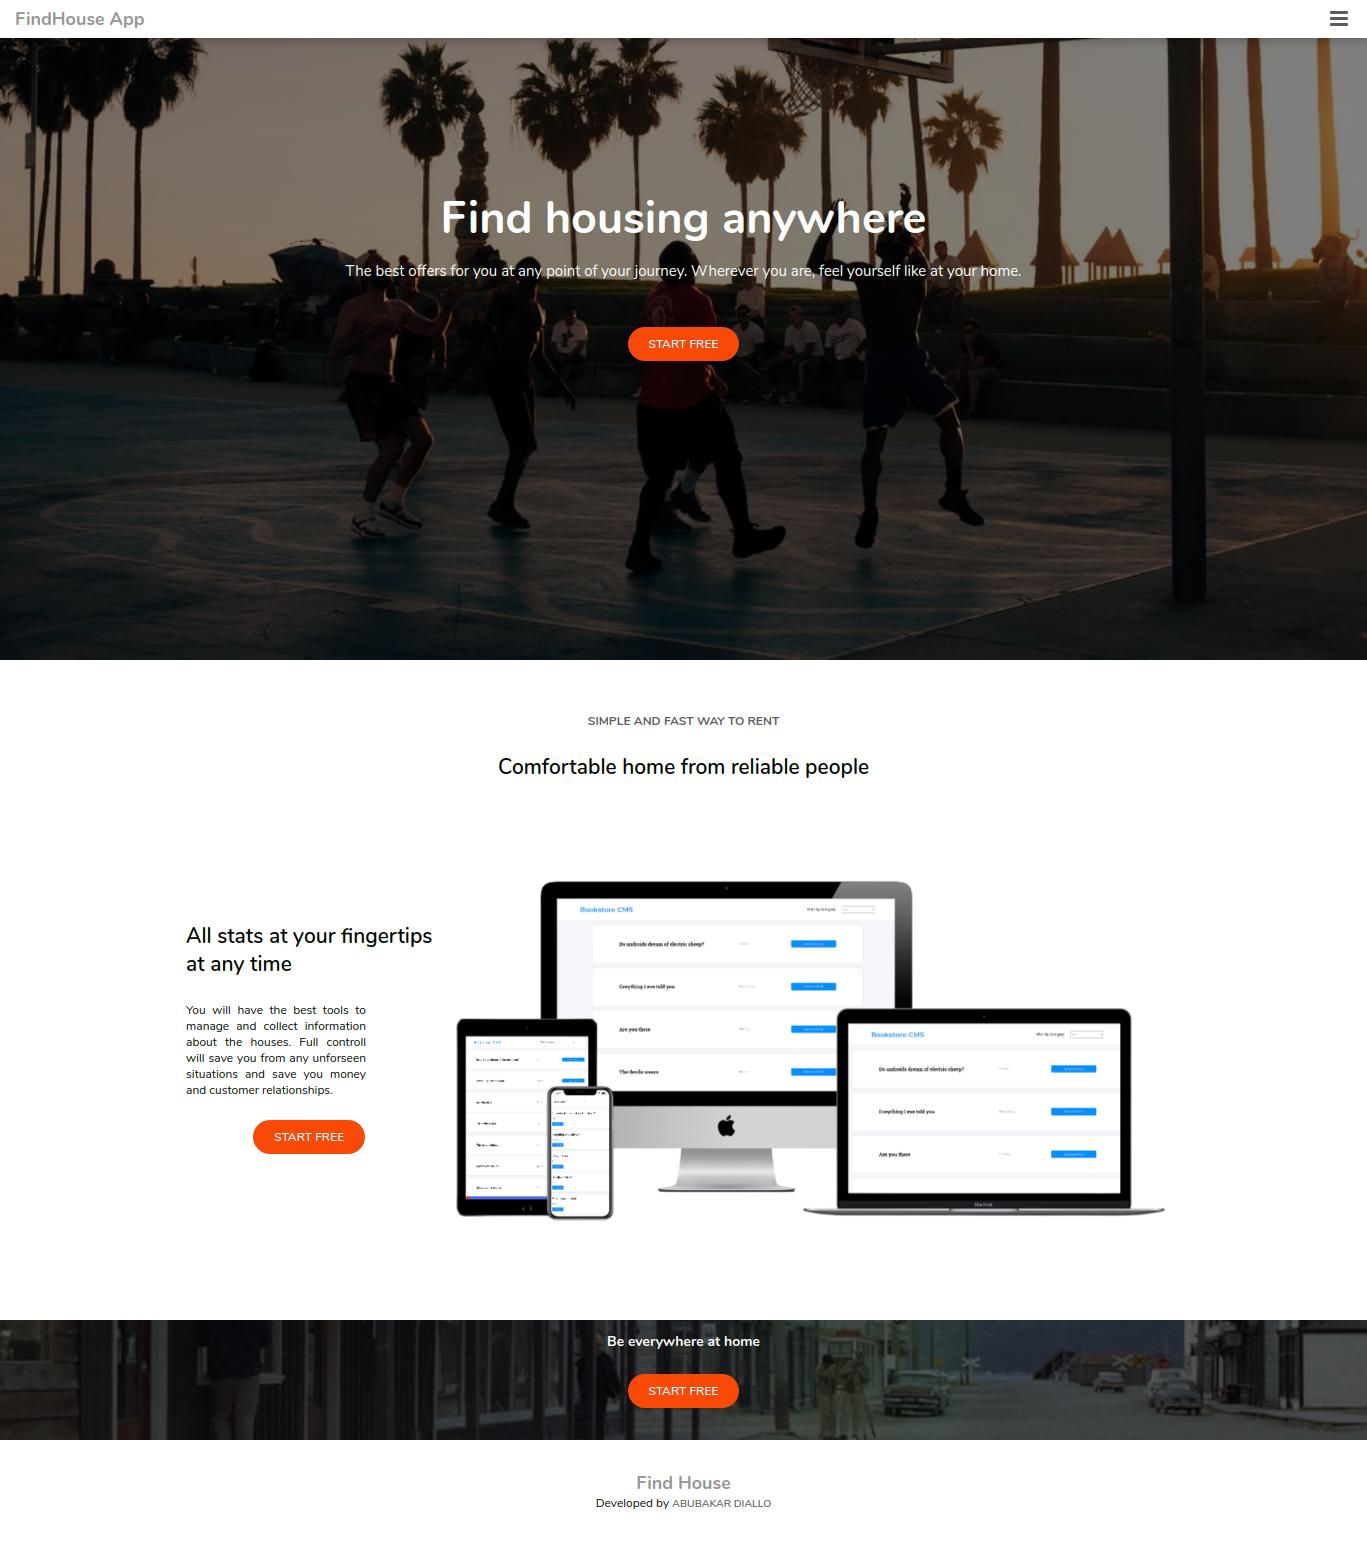 FindHouse App
Find housing anywhere
The best offers for you at any point of your journey. Wherever you are, feel yourself like at your home.
START FREE
SIMPLE AND FAST WAY TO RENT
Comfortable home from reliable people
All stats at your fingertips
at any time
You will have the best tools to
manage and collect information
about the houses. Full controll
will save you from any unforseen
situations and save you money
and customer relationships.
START FREE
Bookstore CMS
Do androids dream of electric sheep?
Everything I ever told you
Are you there
The devils wears
Bookstore CMS
Do androids dream of electric sheep?
Everything I ever told you
Are you there
Be everywhere at home
START FREE
Find House
Developed by ABUBAKAR DIALLO